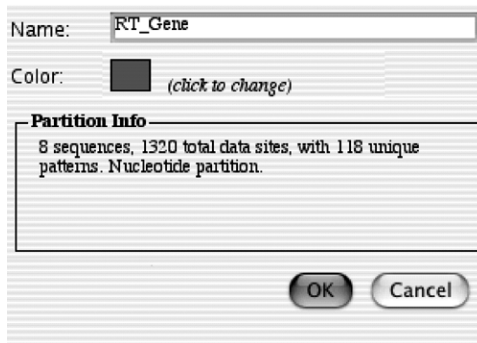 Name: RT_Gene
Color: (click to change)
Partition Info
8 sequences, 1320 total data sites, with 118 unique
patterns. Nucleotide partition.
OK Cancel